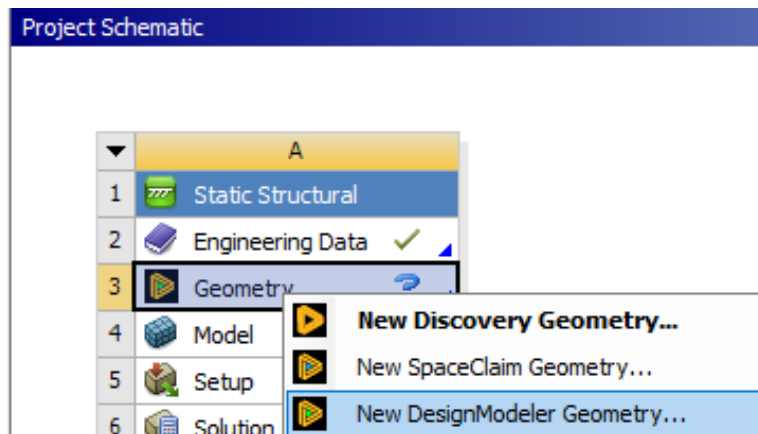 Project Schematic
A
1 Static Structural
2 Engineering Data
3 Geometry
New Discovery Geometry...
4 Model
New SpaceClaim Geometry...
5 Setup
New DesignModeler Geometry...
6 Solution